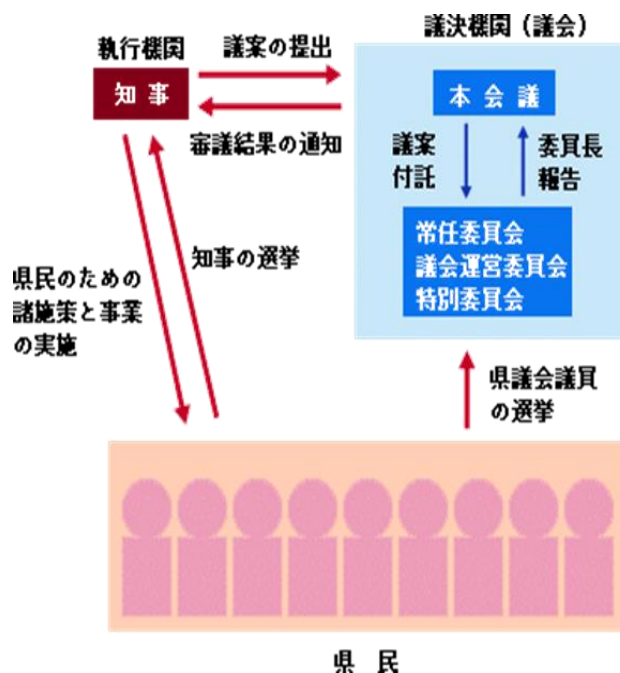 執行機関
議案の提出
議決機関（議会）
知事
本会議
審議結果の通知
議案
付託
委員長
報告
常任委員会
議会運営委員会
特別委員会
知事の選挙
県民のための
諸施策と事業
の実施
県議会議員
の選挙
県民